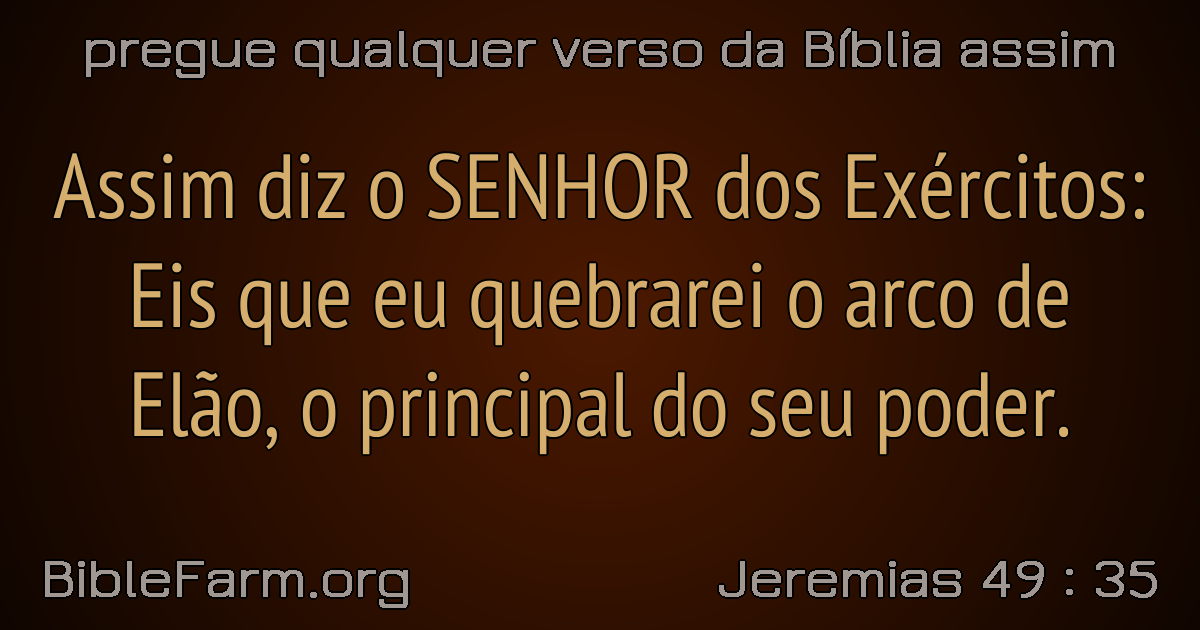 pregue qualquer verso da Bíblia assim
Assim diz o SENHOR dos Exércitos:
Eis que eu quebrarei o arco de
Elão, o principal do seu poder.
BibleFarm.org
Jeremias 49 : 35